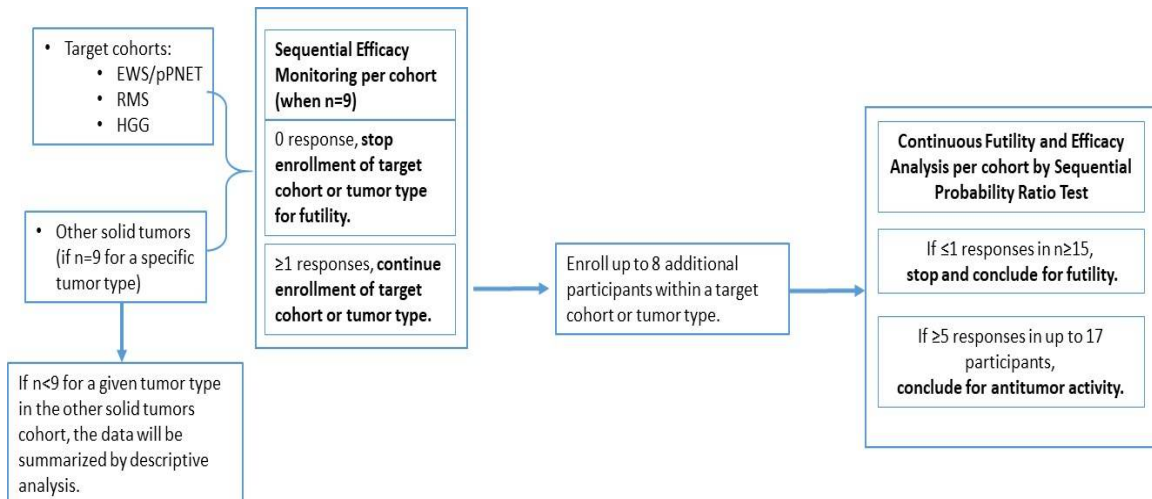 • Target cohorts:
• EWS/pPNET
• RMS
• HGG
• Other solid tumors
(if n=9 for a specific
tumor type)
If n<9 for a given tumor type
in the other solid tumors
cohort, the data will be
summarized by descriptive
analysis.
Sequential Efficacy
Monitoring per cohort
(when n=9)
0 response, stop
enrollment of target
cohort or tumor type
for futility.
≥1 responses, continue
enrollment of target
cohort or tumor type.
Enroll up to 8 additional
participants within a target
cohort or tumor type.
Continuous Futility and Efficacy
Analysis per cohort by Sequential
Probability Ratio Test
If ≤1 responses in n≥15,
stop and conclude for futility.
If ≥5 responses in up to 17
participants,
conclude for antitumor activity.